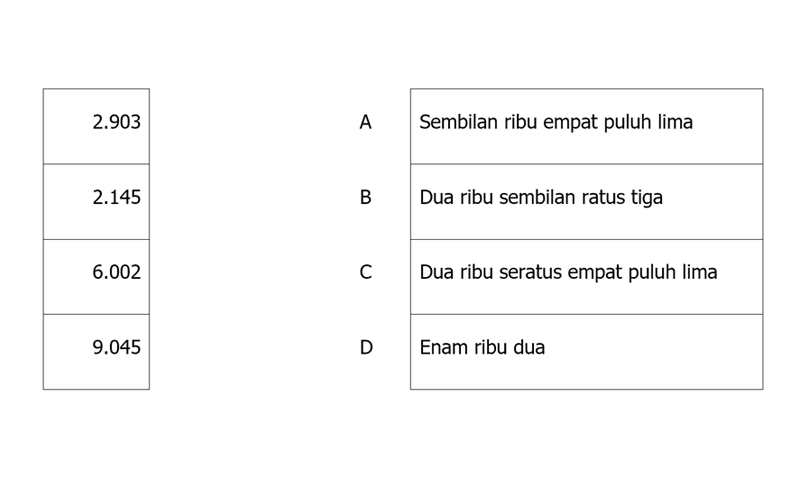 2.903 A Sembilan ribu empat puluh lima
2.145 B Dua ribu sembilan ratus tiga
6.002 C Dua ribu seratus empat puluh lima
9.045 D Enam ribu dua